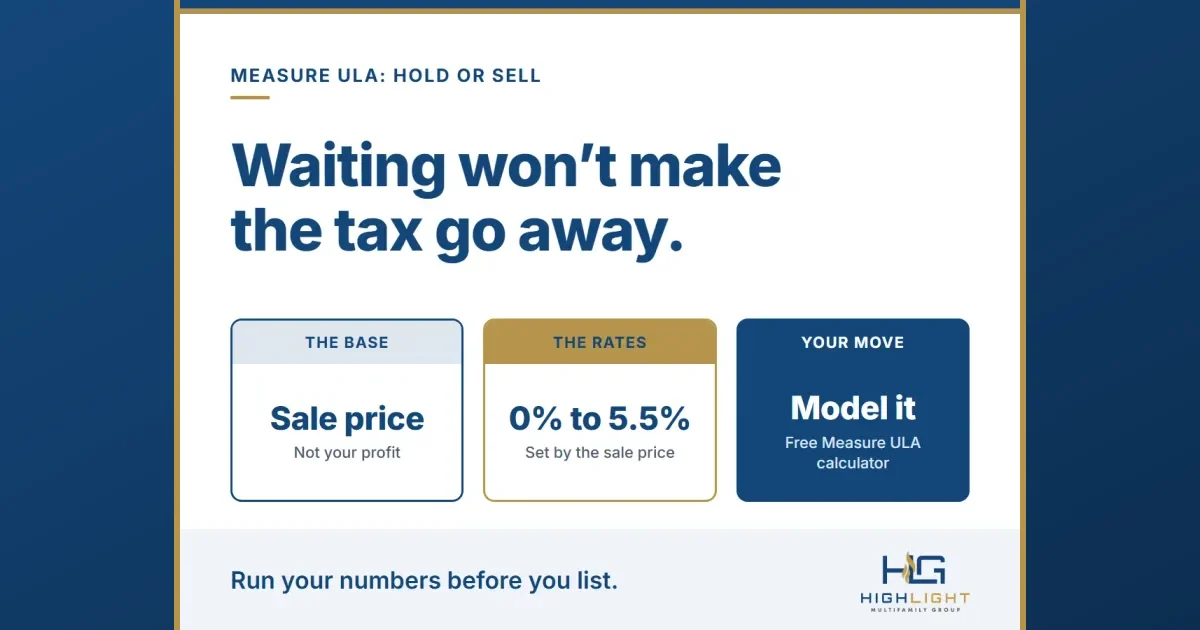 MEASURE ULA: HOLD OR SELL
Waiting won’t make
the tax go away.
THE BASE
Sale price
Not your profit
THE RATES
0% to 5.5%
Set by the sale price
YOUR MOVE
Model it
Free Measure ULA
calculator
Run your numbers before you list.
HLG
HIGHLIGHT
MULTIFAMILY GROUP